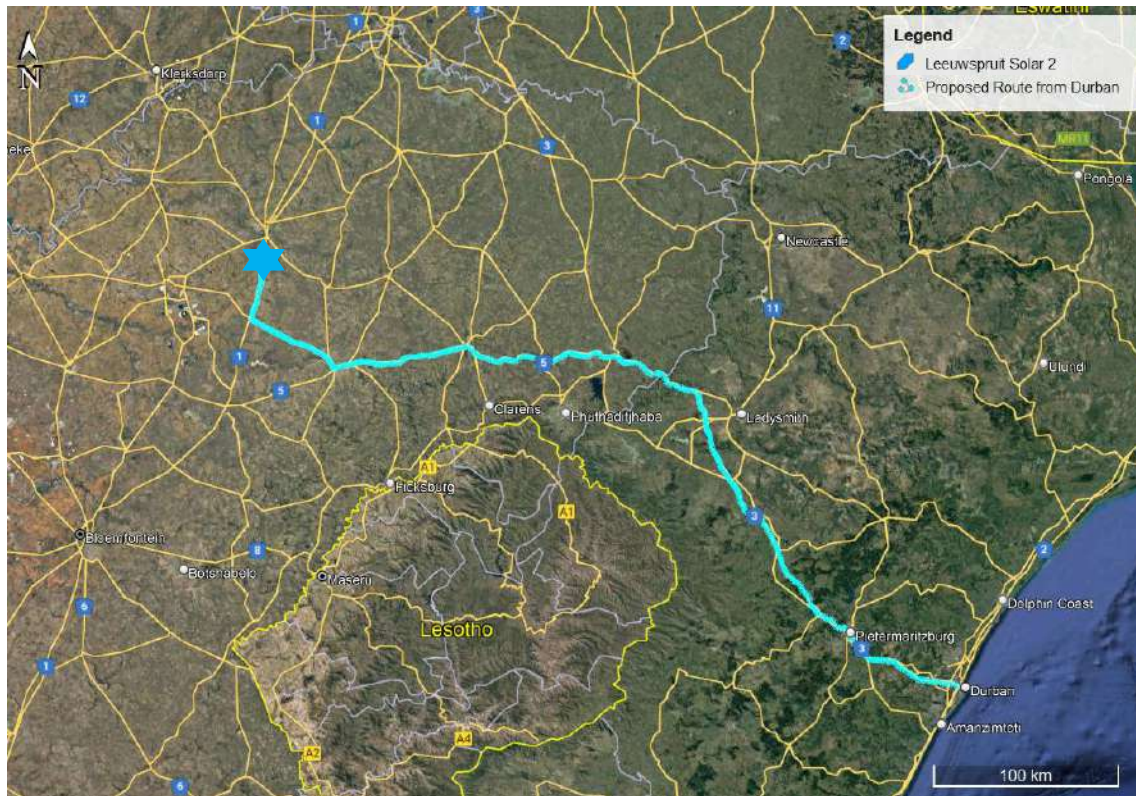 Eswatini
1
2
Legend
Leeuwspruit Solar 2
Proposed Route from Durban
N
Klerksdorp
12
1
3
MR11
Pongola
Newcastle
11
1
5
5
Ulundi
Clarens
Phuthaditjhaba
Ladysmith
A1
Ficksburg
A1
3
Bloemfontein
8
2
Botshabelo
Maseru
6
Dolphin Coast
Lesotho
Pietermaritzburg
3
1
Durban
Amanzimtoti
A4
A2
6
100 km